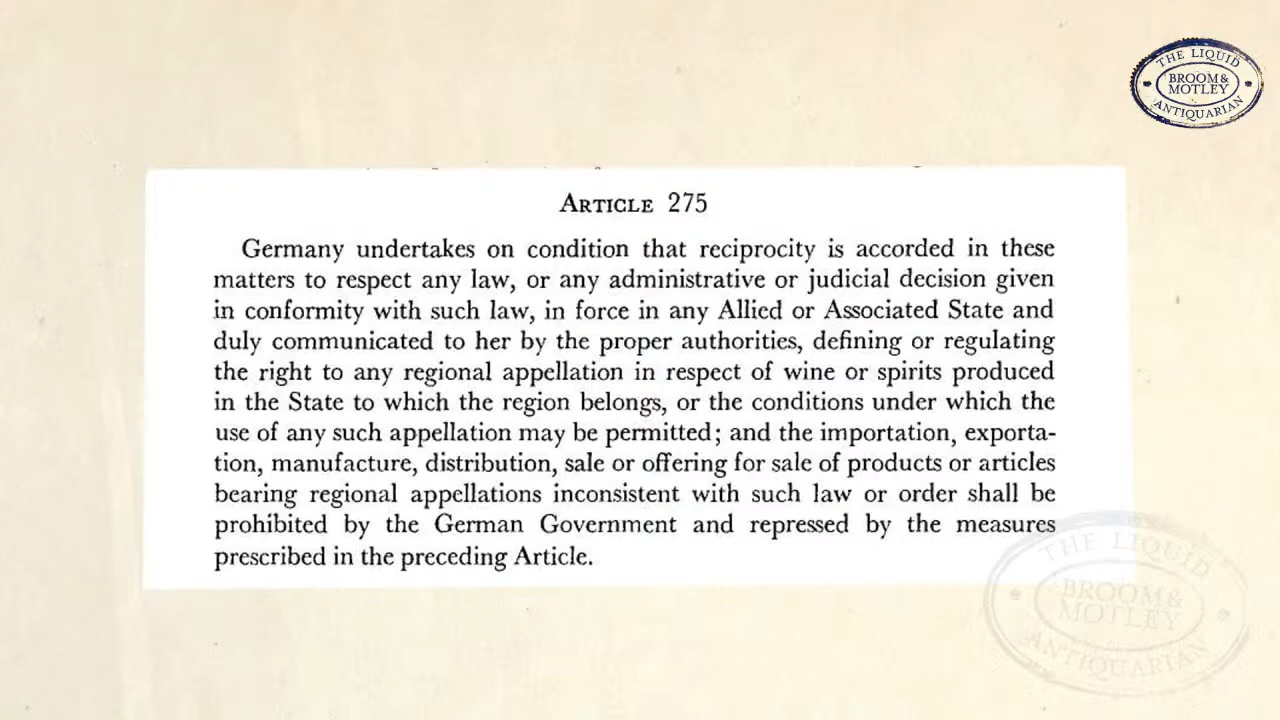 THE LIQUID
BROOM &
MOTLEY
ANTIQUARIAN
ARTICLE 275
Germany undertakes on condition that reciprocity is accorded in these
matters to respect any law, or any administrative or judicial decision given
in conformity with such law, in force in any Allied or Associated State and
duly communicated to her by the proper authorities, defining or regulating
the right to any regional appellation in respect of wine or spirits produced
in the State to which the region belongs, or the conditions under which the
use of any such appellation may be permitted; and the importation, exporta-
tion, manufacture, distribution, sale or offering for sale of products or articles
bearing regional appellations inconsistent with such law or order shall be
prohibited by the German Government and repressed by the measures
prescribed in the preceding Article.
THE LIQUID
BROOM &
MOTLEY
ANTIQUARIAN